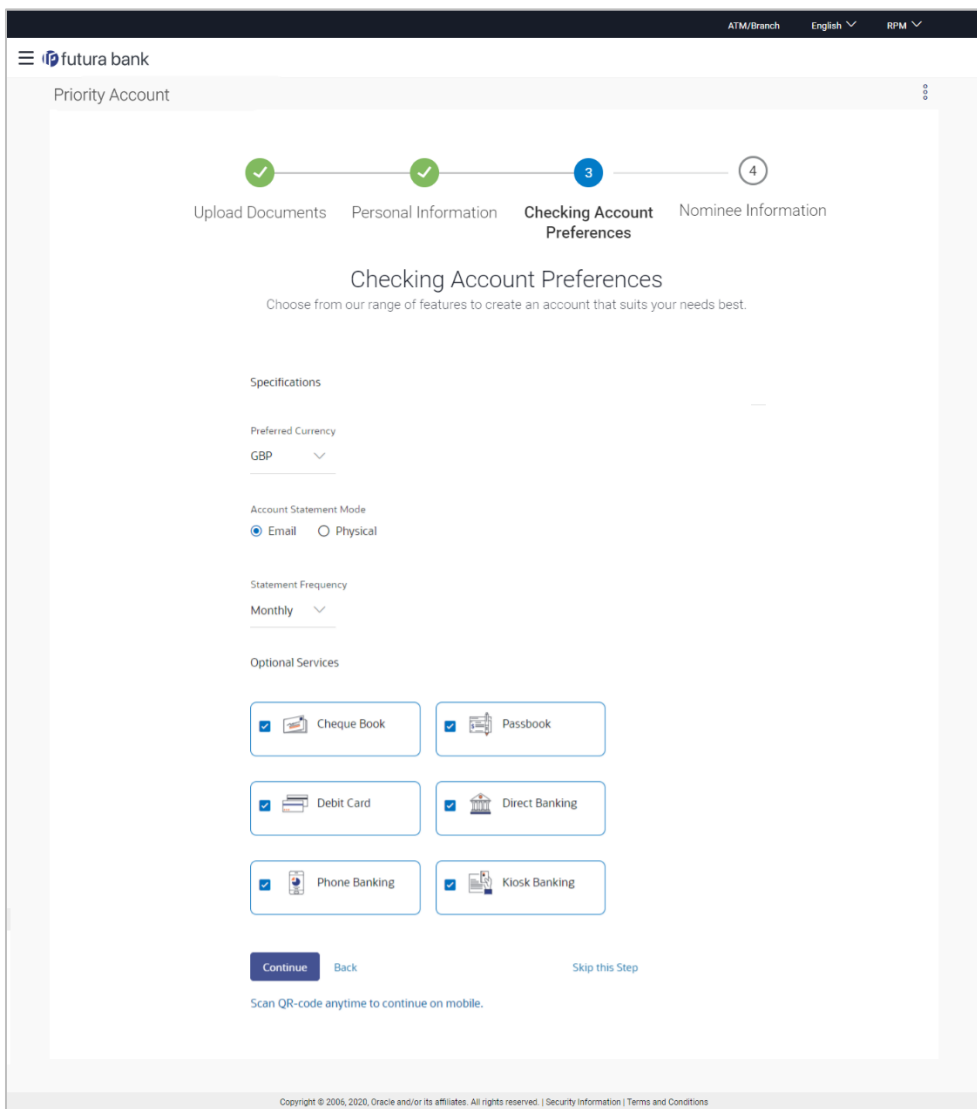 ATM/Branch English RPM
futura bank
Priority Account
3 4
Upload Documents Personal Information Checking Account Nominee Information
Preferences
Checking Account Preferences
Choose from our range of features to create an account that suits your needs best.
Specifications
Preferred Currency
GBP
Account Statement Mode
Email Physical
Statement Frequency
Monthly
Optional Services
Cheque Book Passbook
Debit Card Direct Banking
Phone Banking Kiosk Banking
Continue Back Skip this Step
Scan QR-code anytime to continue on mobile.
Copyright © 2006, 2020, Oracle and/or its affiliates. All rights reserved. | Security Information | Terms and Conditions